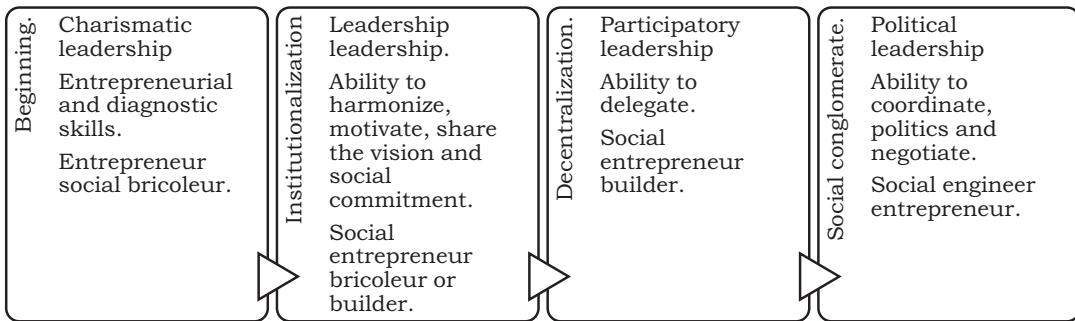 Beginning.
Charismatic
leadership
Entrepreneurial
and diagnostic
skills.
Entrepreneur
social bricoleur.
Institutionalization
Leadership
leadership.
Ability to
harmonize,
motivate, share
the vision and
social
commitment.
Social
entrepreneur
bricoleur or
builder.
Decentralization.
Participatory
leadership
Ability to
delegate.
Social
entrepreneur
builder.
Social conglomerate.
Political
leadership
Ability to
coordinate,
politics and
negotiate.
Social engineer
entrepreneur.